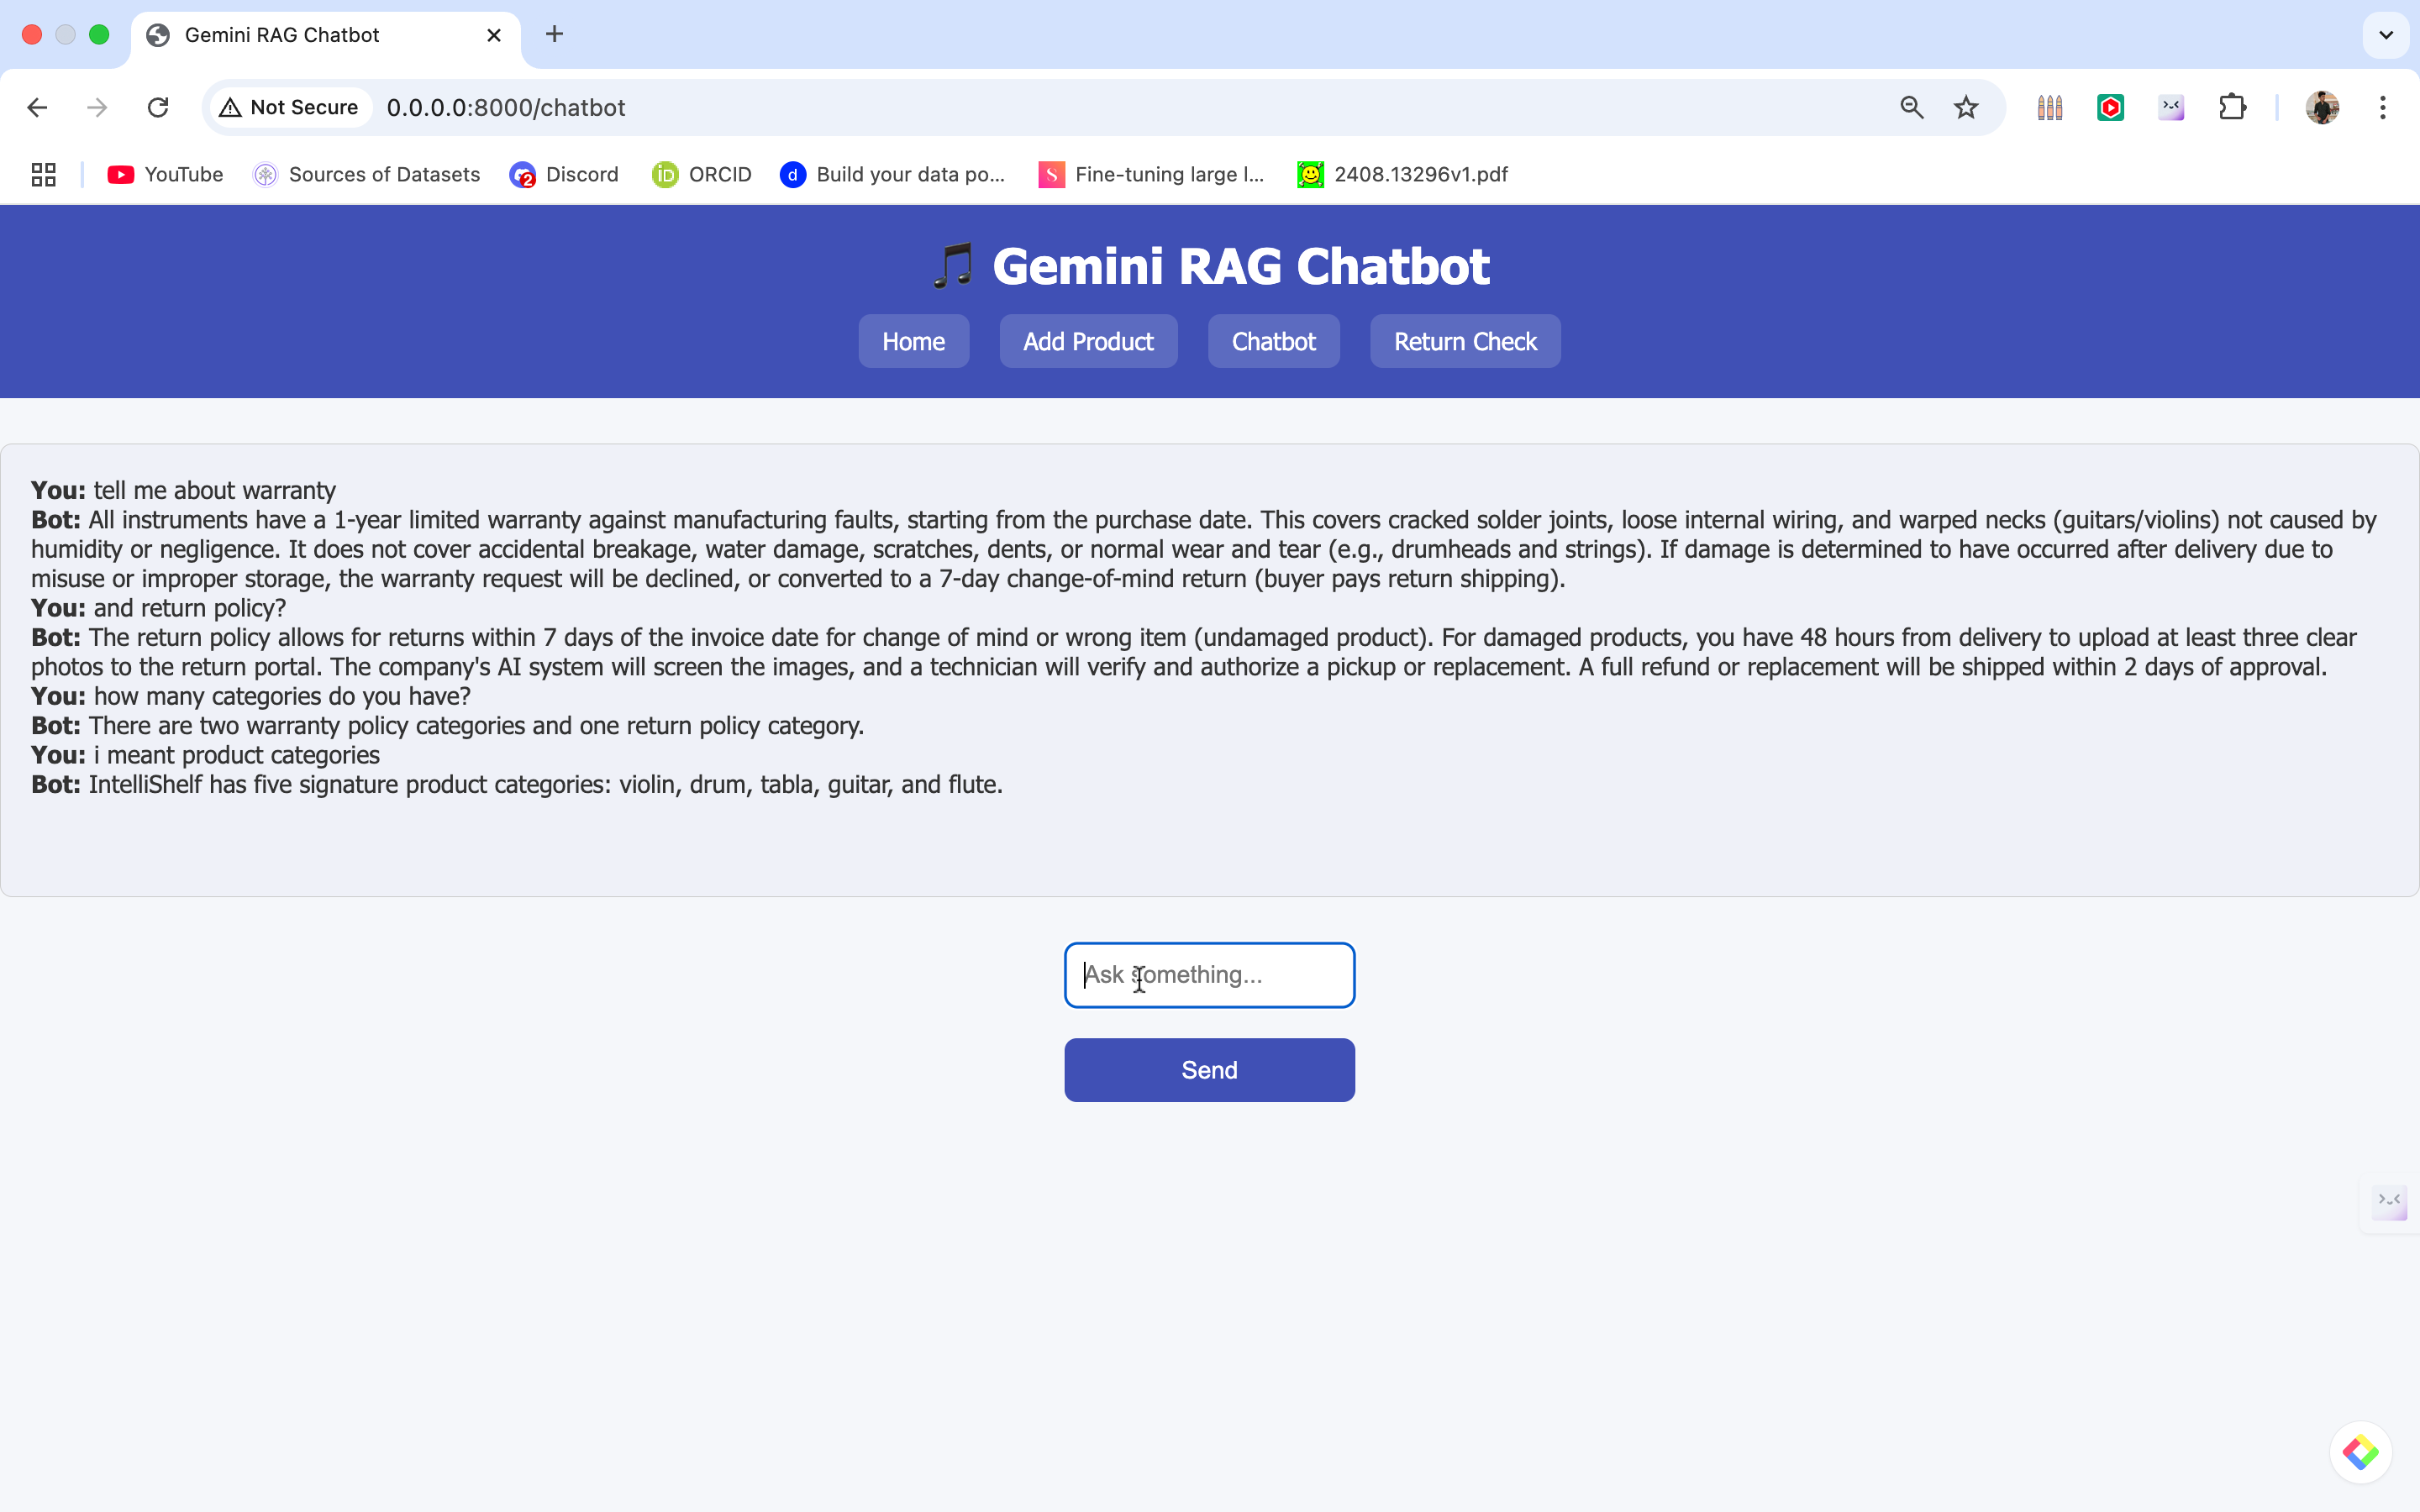 Gemini RAG Chatbot
Not Secure
0.0.0.0:8000/chatbot
YouTube
Sources of Datasets
2
Discord
iD
ORCID
d
Build your data po...
S
Fine-tuning large l...
2408.13296v1.pdf
🎵 Gemini RAG Chatbot
Home
Add Product
Chatbot
Return Check
You: tell me about warranty
Bot: All instruments have a 1-year limited warranty against manufacturing faults, starting from the purchase date. This covers cracked solder joints, loose internal wiring, and warped necks (guitars/violins) not caused by
humidity or negligence. It does not cover accidental breakage, water damage, scratches, dents, or normal wear and tear (e.g., drumheads and strings). If damage is determined to have occurred after delivery due to
misuse or improper storage, the warranty request will be declined, or converted to a 7-day change-of-mind return (buyer pays return shipping).
You: and return policy?
Bot: The return policy allows for returns within 7 days of the invoice date for change of mind or wrong item (undamaged product). For damaged products, you have 48 hours from delivery to upload at least three clear
photos to the return portal. The company's AI system will screen the images, and a technician will verify and authorize a pickup or replacement. A full refund or replacement will be shipped within 2 days of approval.
You: how many categories do you have?
Bot: There are two warranty policy categories and one return policy category.
You: i meant product categories
Bot: IntelliShelf has five signature product categories: violin, drum, tabla, guitar, and flute.
Ask something...
Send